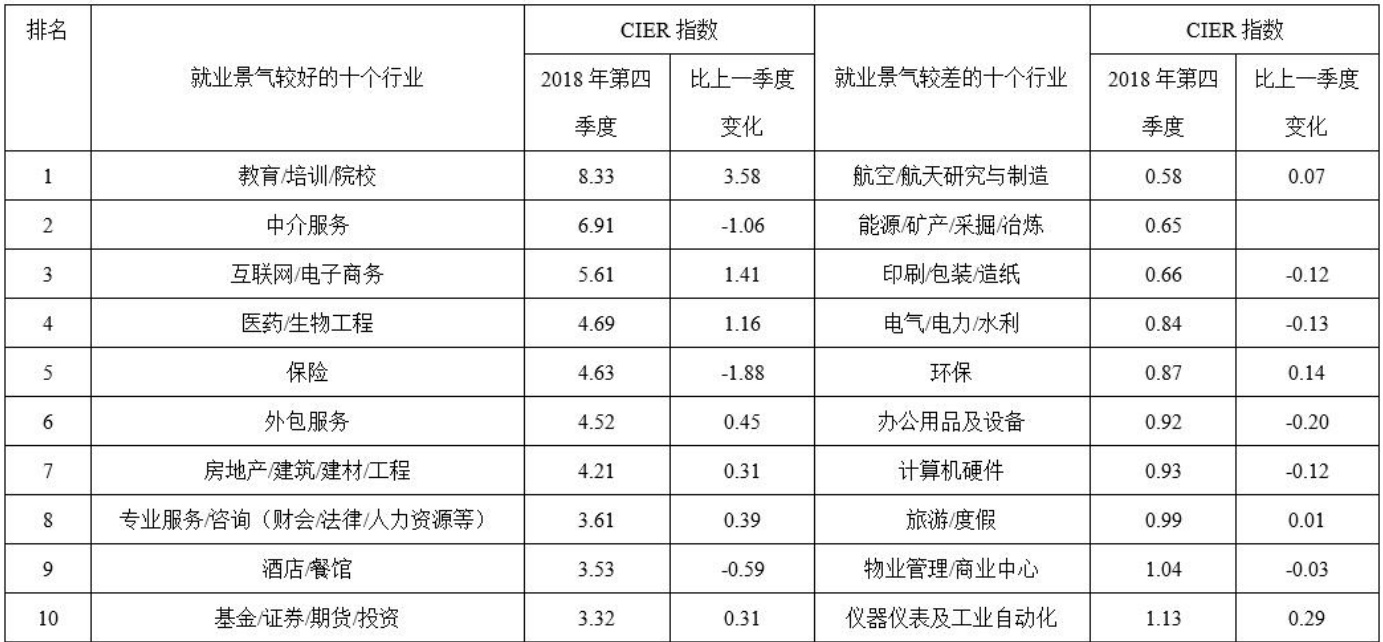 排名 就业景气较好的十个行业 CIER 指数 就业景气较差的十个行业 CIER 指数
2018 年第四季度 比上一季度变化 2018 年第四季度 比上一季度变化
1 教育/培训/院校 8.33 3.58 航空/航天研究与制造 0.58 0.07
2 中介服务 6.91 -1.06 能源/矿产/采掘/冶炼 0.65
3 互联网/电子商务 5.61 1.41 印刷/包装/造纸 0.66 -0.12
4 医药/生物工程 4.69 1.16 电气/电力/水利 0.84 -0.13
5 保险 4.63 -1.88 环保 0.87 0.14
6 外包服务 4.52 0.45 办公用品及设备 0.92 -0.20
7 房地产/建筑/建材/工程 4.21 0.31 计算机硬件 0.93 -0.12
8 专业服务/咨询（财会/法律/人力资源等） 3.61 0.39 旅游/度假 0.99 0.01
9 酒店/餐馆 3.53 -0.59 物业管理/商业中心 1.04 -0.03
10 基金/证券/期货/投资 3.32 0.31 仪器仪表及工业自动化 1.13 0.29